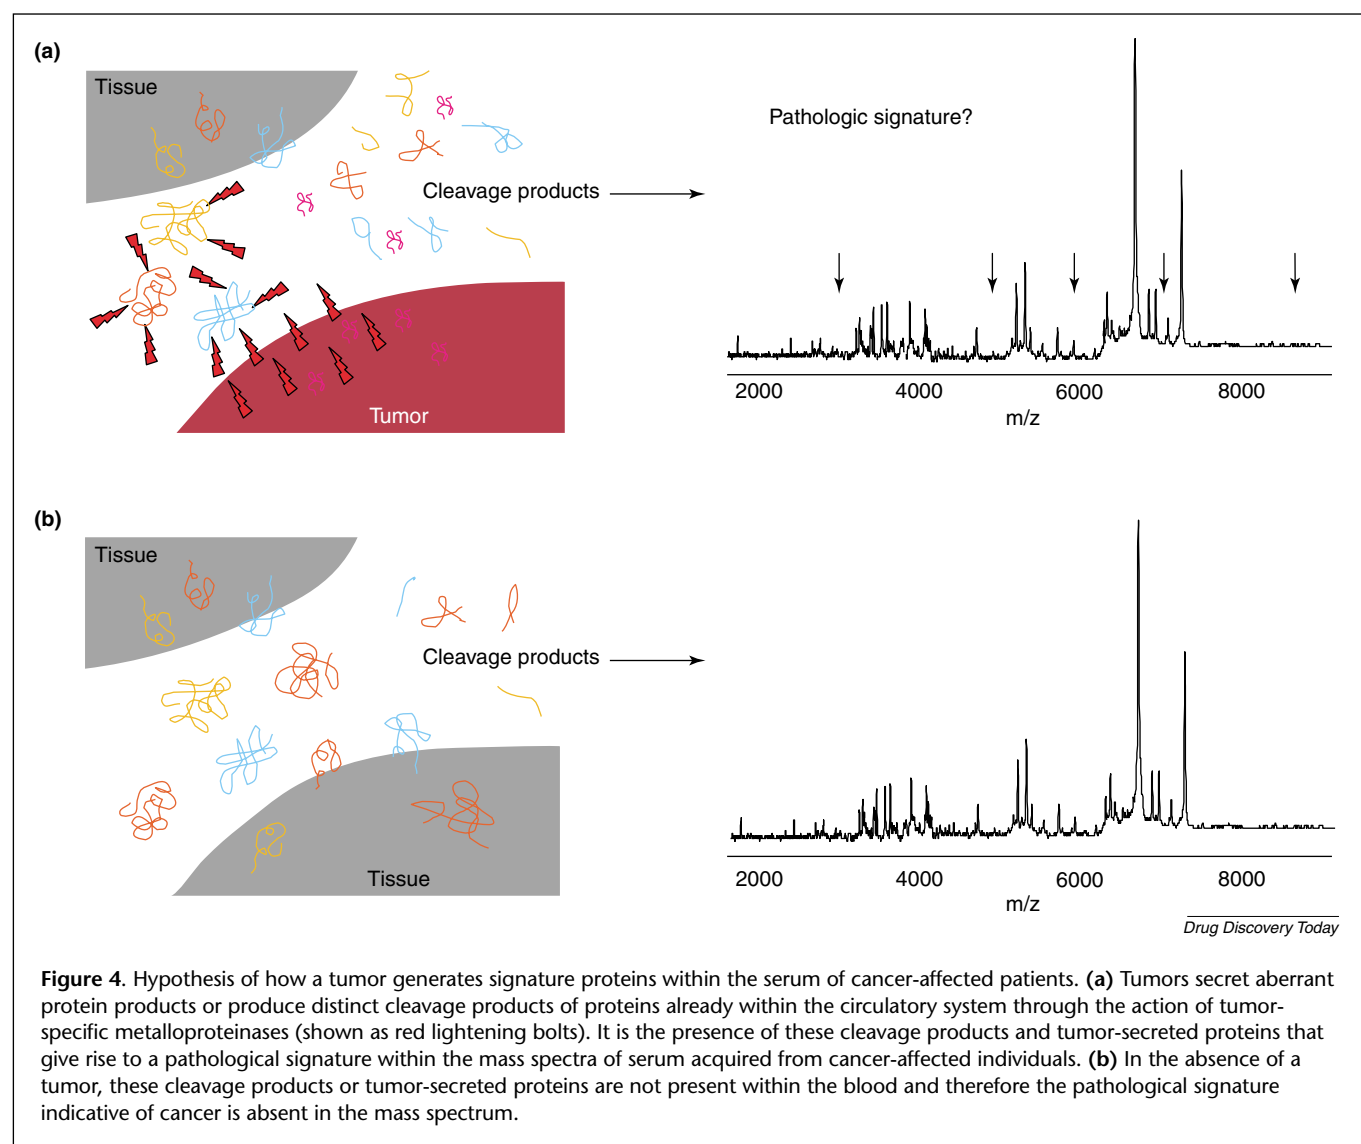 (a)
Tissue
Pathologic signature?
Cleavage products
Tumor
2000 4000 6000 8000
m/z
(b)
Tissue
Cleavage products
Tissue
2000 4000 6000 8000
m/z
Drug Discovery Today
Figure 4. Hypothesis of how a tumor generates signature proteins within the serum of cancer-affected patients. (a) Tumors secret aberrant
protein products or produce distinct cleavage products of proteins already within the circulatory system through the action of tumor-
specific metalloproteinases (shown as red lightening bolts). It is the presence of these cleavage products and tumor-secreted proteins that
give rise to a pathological signature within the mass spectra of serum acquired from cancer-affected individuals. (b) In the absence of a
tumor, these cleavage products or tumor-secreted proteins are not present within the blood and therefore the pathological signature
indicative of cancer is absent in the mass spectrum.